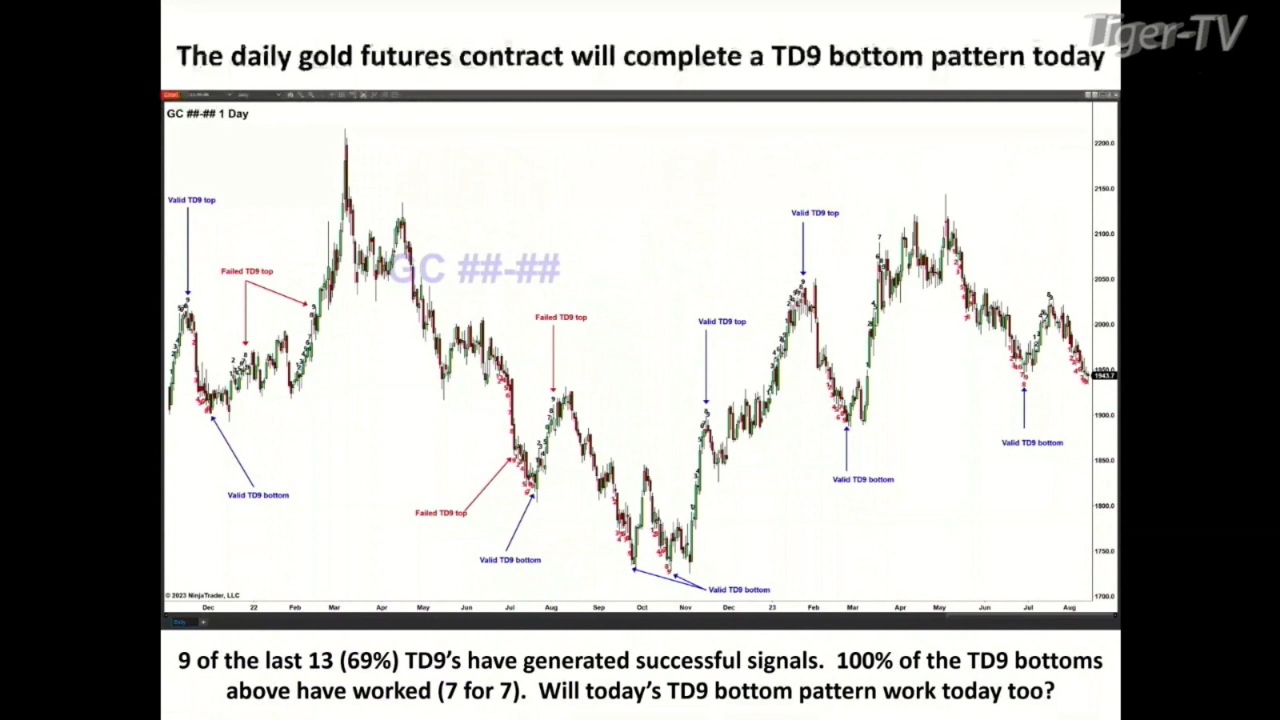 Tiger-TV
The daily gold futures contract will complete a TD9 bottom pattern today
GC ##-## 1 Day
2200.0
Valid TD9 top
Valid TD9 top
2150.0
2100.0
Failed TD9 top
GC ##-##
2050.0
Failed TD9 top
Valid TD9 top
2000.0
1943.7
1900.0
Valid TD9 bottom
Valid TD9 bottom
Valid TD9 bottom
1850.0
Failed TD9 top
1800.0
Valid TD9 bottom
1750.0
Valid TD9 bottom
© 2023 NinjaTrader, LLC
1700.0
Dec 22 Feb Mar Apr May Jun Jul Aug Sep Oct Nov Dec 23 Feb Mar Apr May Jun Jul Aug
Daily
9 of the last 13 (69%) TD9's have generated successful signals. 100% of the TD9 bottoms
above have worked (7 for 7). Will today's TD9 bottom pattern work today too?